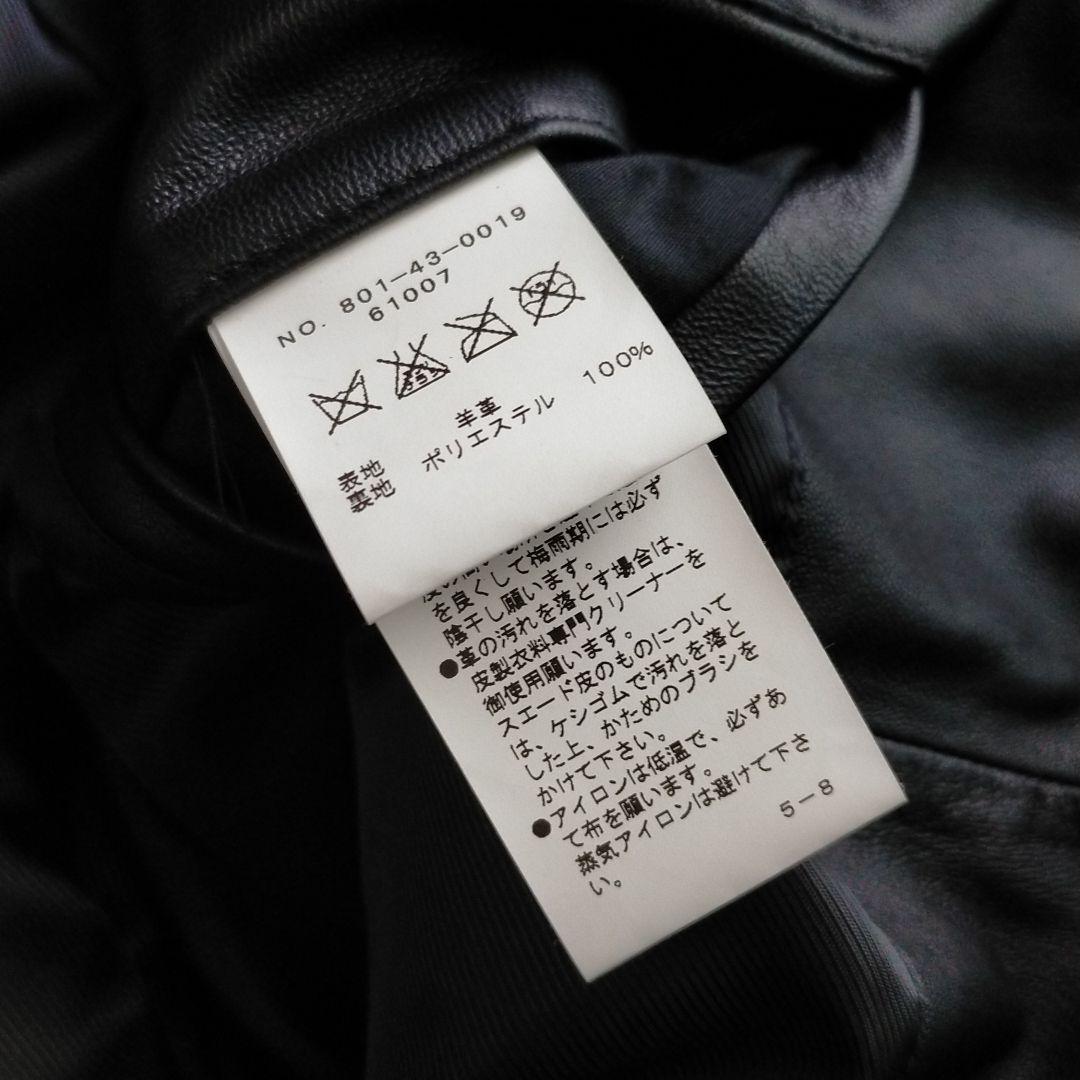 NO. 801-43-0019
61007
表地 羊革
裏地 ポリエステル 100%
を良くして梅雨期には必ず
陰干し願います。
●革の汚れを落とす場合は、
皮製衣料専門クリーナーを
御使用願います。
スエード皮のものについて
は、ケシゴムで汚れを落と
した上、かためのブラシを
かけて下さい。
●アイロンは低温で、必ずあ
て布を願います。
蒸気アイロンは避けて下さ
い。
5-8